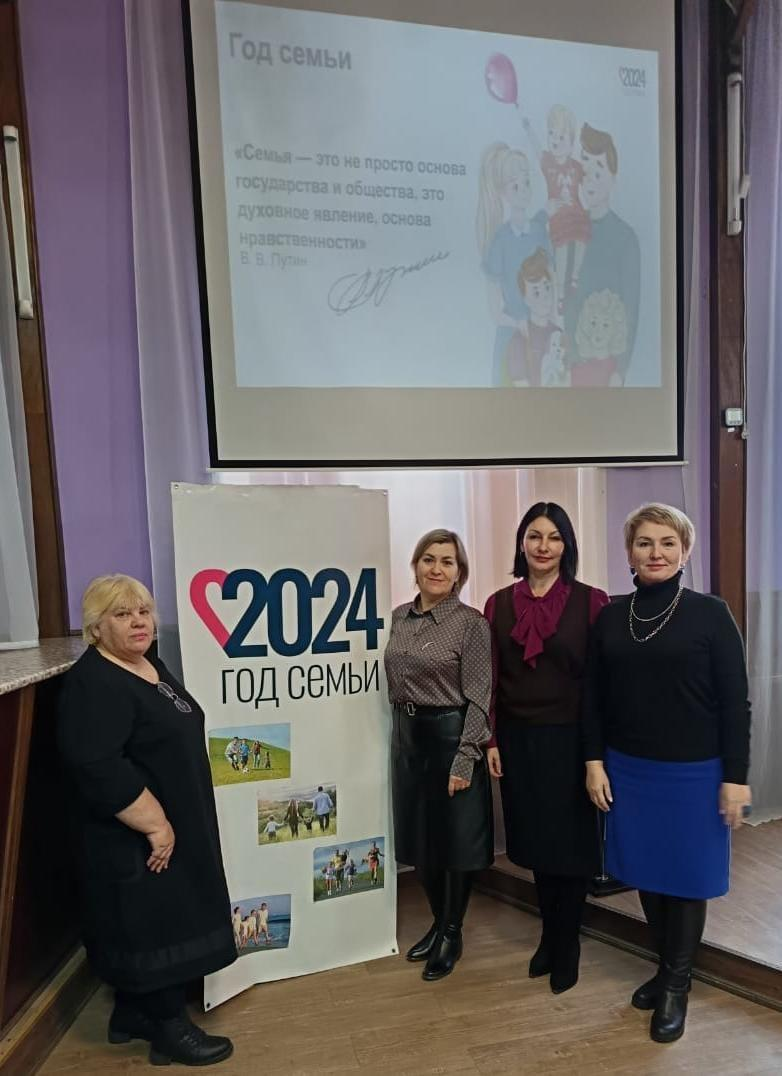 Год семьи
2024
«Семья — это не просто основа
государства и общества, это
духовное явление, основа
нравственности»
В. В. Путин
2024
ГОД СЕМЬИ